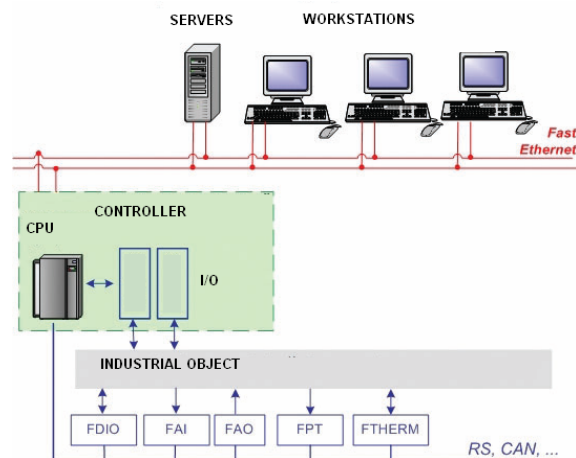 SERVERS WORKSTATIONS
Fast
Ethernet
CONTROLLER
CPU
I/O
INDUSTRIAL OBJECT
FDIO FAI FAO FPT FTHERM
RS, CAN, ...